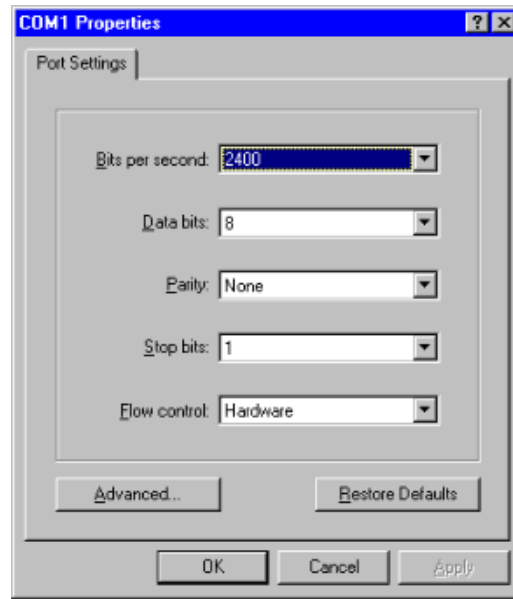 COM1 Properties
Port Settings
Bits per second: 2400
Data bits: 8
Parity: None
Stop bits: 1
Flow control: Hardware
Advanced... Restore Defaults
OK Cancel Apply